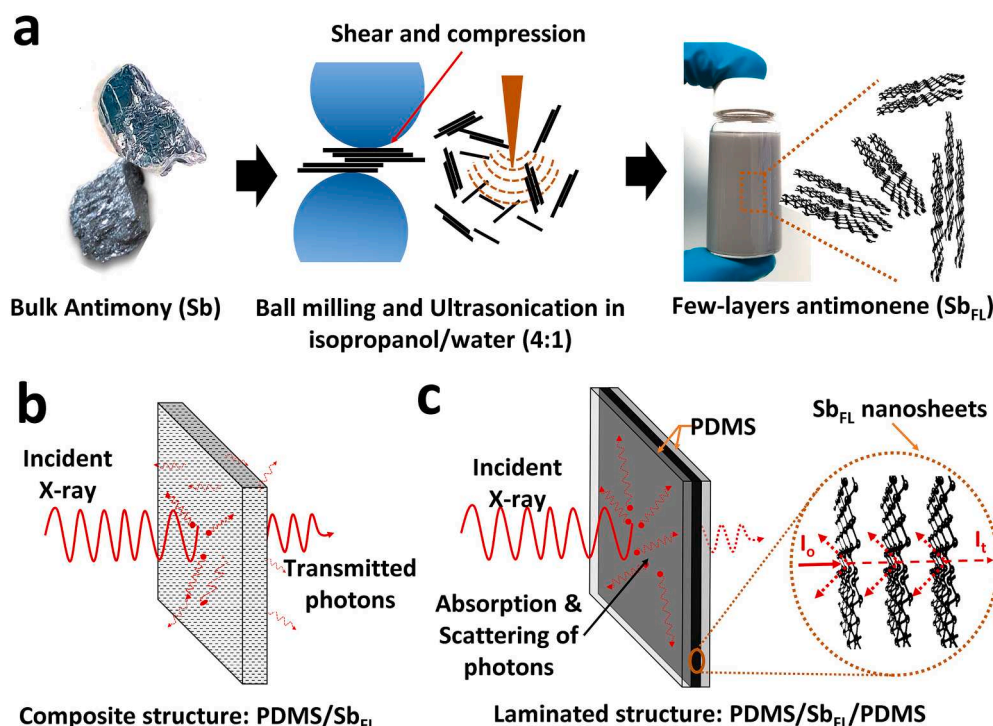 a
Shear and compression
Bulk Antimony (Sb)
Ball milling and Ultrasonication in
isopropanol/water (4:1)
Few-layers antimonene (SbFL)
b
Incident
X-ray
Transmitted
photons
Composite structure: PDMS/SbFL
c
PDMS
SbFL nanosheets
Incident
X-ray
Io
It
Absorption &
Scattering of
photons
Laminated structure: PDMS/SbFL/PDMS